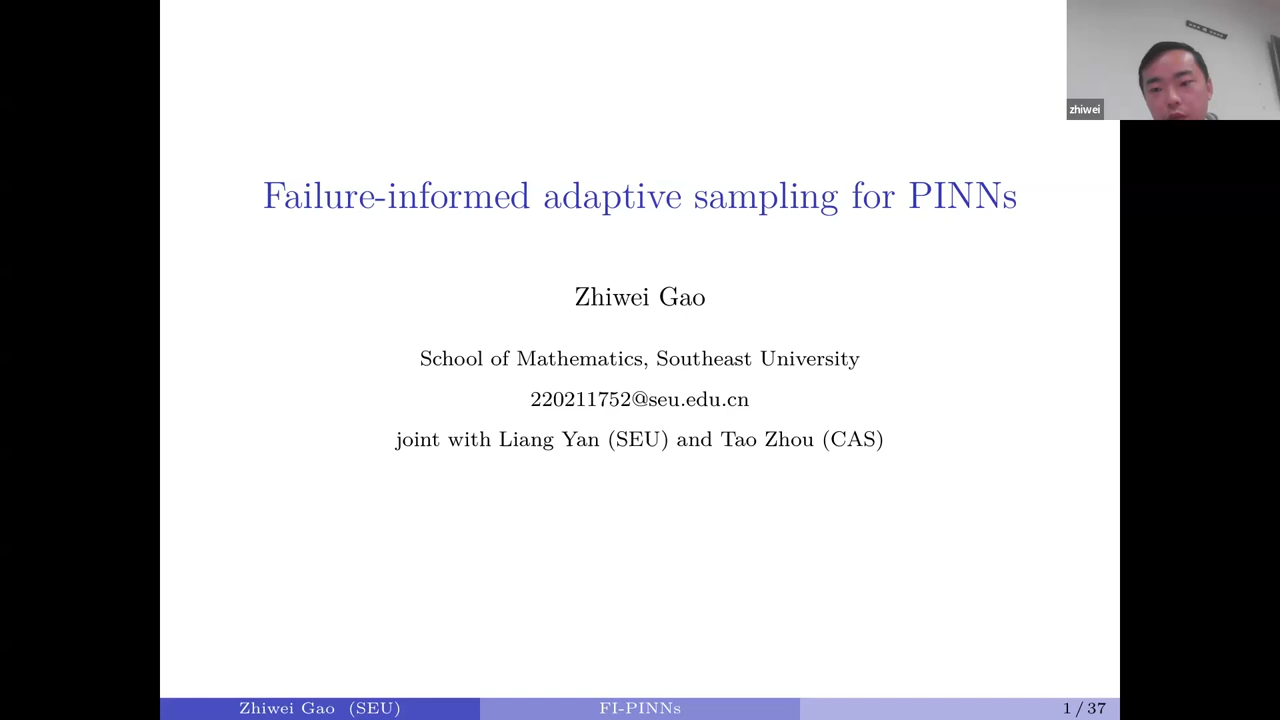 zhiwei
Failure-informed adaptive sampling for PINNs
Zhiwei Gao
School of Mathematics, Southeast University
220211752@seu.edu.cn
joint with Liang Yan (SEU) and Tao Zhou (CAS)
Zhiwei Gao (SEU)
FI-PINNs
1 / 37